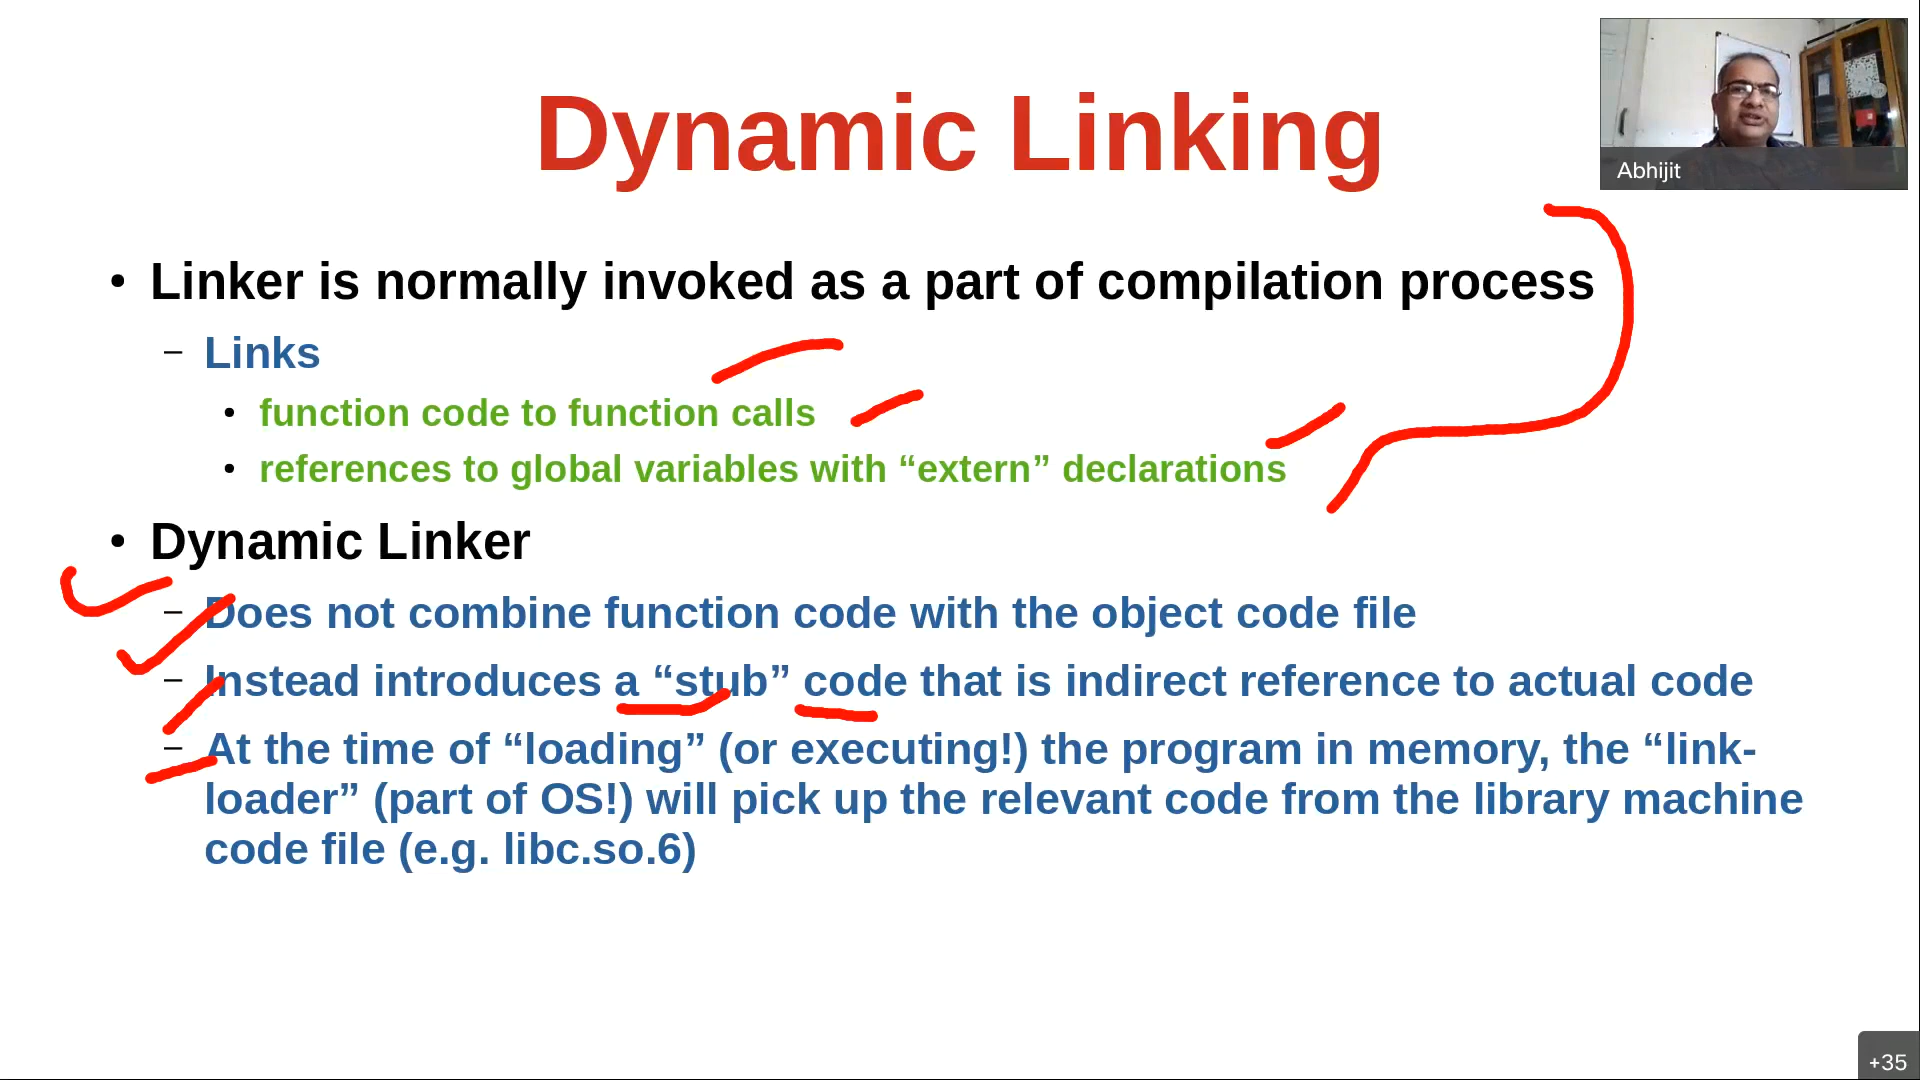 Dynamic Linking
Abhijit
• Linker is normally invoked as a part of compilation process
– Links
• function code to function calls
• references to global variables with “extern” declarations
• Dynamic Linker
– Does not combine function code with the object code file
– Instead introduces a “stub” code that is indirect reference to actual code
– At the time of “loading” (or executing!) the program in memory, the “link-
loader” (part of OS!) will pick up the relevant code from the library machine
code file (e.g. libc.so.6)
+35